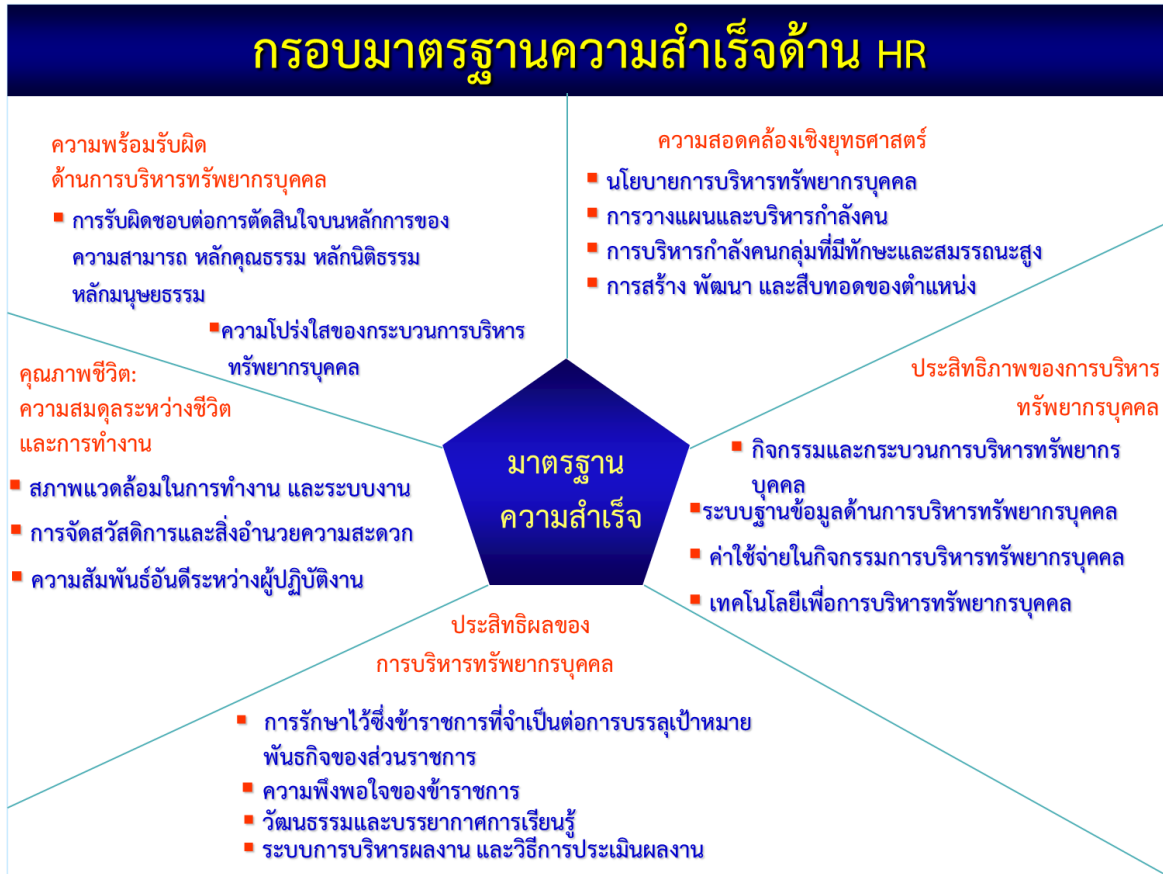 กรอบมาตรฐานความสำเร็จด้าน HR
ความพร้อมรับผิด
ด้านการบริหารทรัพยากรบุคคล
การรับผิดชอบต่อการตัดสินใจบนหลักการของ
ความสามารถ หลักคุณธรรม หลักนิติธรรม
หลักมนุษยธรรม
ความโปร่งใสของกระบวนการบริหาร
ทรัพยากรบุคคล
ความสอดคล้องเชิงยุทธศาสตร์
นโยบายการบริหารทรัพยากรบุคคล
การวางแผนและบริหารกำลังคน
การบริหารกำลังคนกลุ่มที่มีทักษะและสมรรถนะสูง
การสร้าง พัฒนา และสืบทอดของตำแหน่ง
คุณภาพชีวิต:
ความสมดุลระหว่างชีวิต
และการทำงาน
สภาพแวดล้อมในการทำงาน และระบบงาน
การจัดสวัสดิการและสิ่งอำนวยความสะดวก
ความสัมพันธ์อันดีระหว่างผู้ปฏิบัติงาน
มาตรฐาน
ความสำเร็จ
ประสิทธิภาพของการบริหาร
ทรัพยากรบุคคล
กิจกรรมและกระบวนการบริหารทรัพยากร
บุคคล
ระบบฐานข้อมูลด้านการบริหารทรัพยากรบุคคล
ค่าใช้จ่ายในกิจกรรมการบริหารทรัพยากรบุคคล
เทคโนโลยีเพื่อการบริหารทรัพยากรบุคคล
ประสิทธิผลของ
การบริหารทรัพยากรบุคคล
การรักษาไว้ซึ่งข้าราชการที่จำเป็นต่อการบรรลุเป้าหมาย
พันธกิจของส่วนราชการ
ความพึงพอใจของข้าราชการ
วัฒนธรรมและบรรยากาศการเรียนรู้
ระบบการบริหารผลงาน และวิธีการประเมินผลงาน